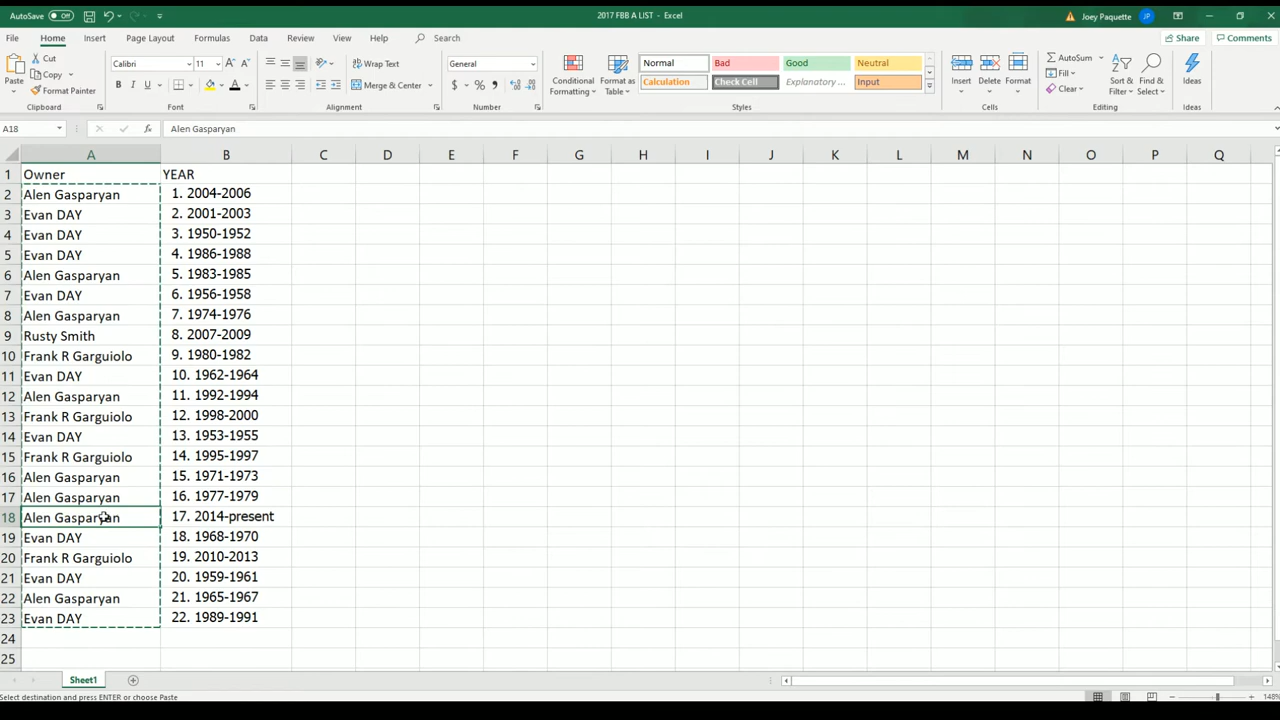 AutoSave Off
2017 FBB A LIST - Excel
Joey Paquette JP
File Home Insert Page Layout Formulas Data Review View Help Search Share Comments
Paste Cut Copy Format Painter Clipboard
Calibri 11 A A B I U Font
Wrap Text Merge & Center Alignment
General $ % , Number
Conditional Formatting Format as Table
Normal Bad Good Neutral
Calculation Check Cell Explanatory ... Input
Styles
Insert Delete Format Cells
AutoSum Fill Clear Sort & Filter Find & Select Editing
Ideas Ideas
A18 fx Alen Gasparyan
A B C D E F G H I J K L M N O P Q
1 Owner YEAR
2 Alen Gasparyan 1. 2004-2006
3 Evan DAY 2. 2001-2003
4 Evan DAY 3. 1950-1952
5 Evan DAY 4. 1986-1988
6 Alen Gasparyan 5. 1983-1985
7 Evan DAY 6. 1956-1958
8 Alen Gasparyan 7. 1974-1976
9 Rusty Smith 8. 2007-2009
10 Frank R Garguiolo 9. 1980-1982
11 Evan DAY 10. 1962-1964
12 Alen Gasparyan 11. 1992-1994
13 Frank R Garguiolo 12. 1998-2000
14 Evan DAY 13. 1953-1955
15 Frank R Garguiolo 14. 1995-1997
16 Alen Gasparyan 15. 1971-1973
17 Alen Gasparyan 16. 1977-1979
18 Alen Gasparyan 17. 2014-present
19 Evan DAY 18. 1968-1970
20 Frank R Garguiolo 19. 2010-2013
21 Evan DAY 20. 1959-1961
22 Alen Gasparyan 21. 1965-1967
23 Evan DAY 22. 1989-1991
24
25
Sheet1
Select destination and press ENTER or choose Paste
148%